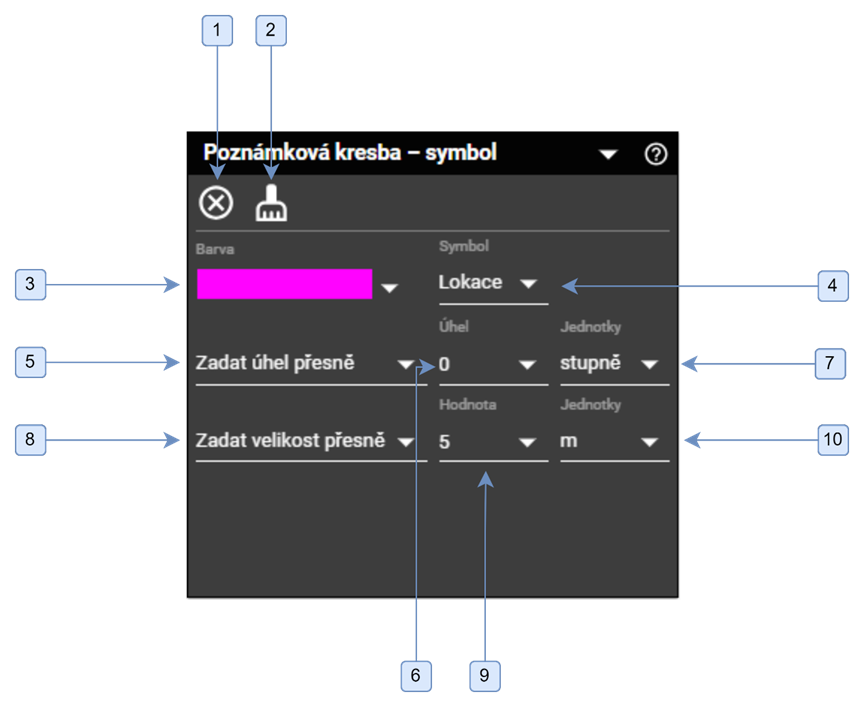 1 2
Poznámková kresba – symbol
Barva Symbol
3 Lokace 4
Úhel Jednotky
5 Zadat úhel přesně 0 stupně 7
Hodnota Jednotky
8 Zadat velikost přesně 5 m 10
6 9